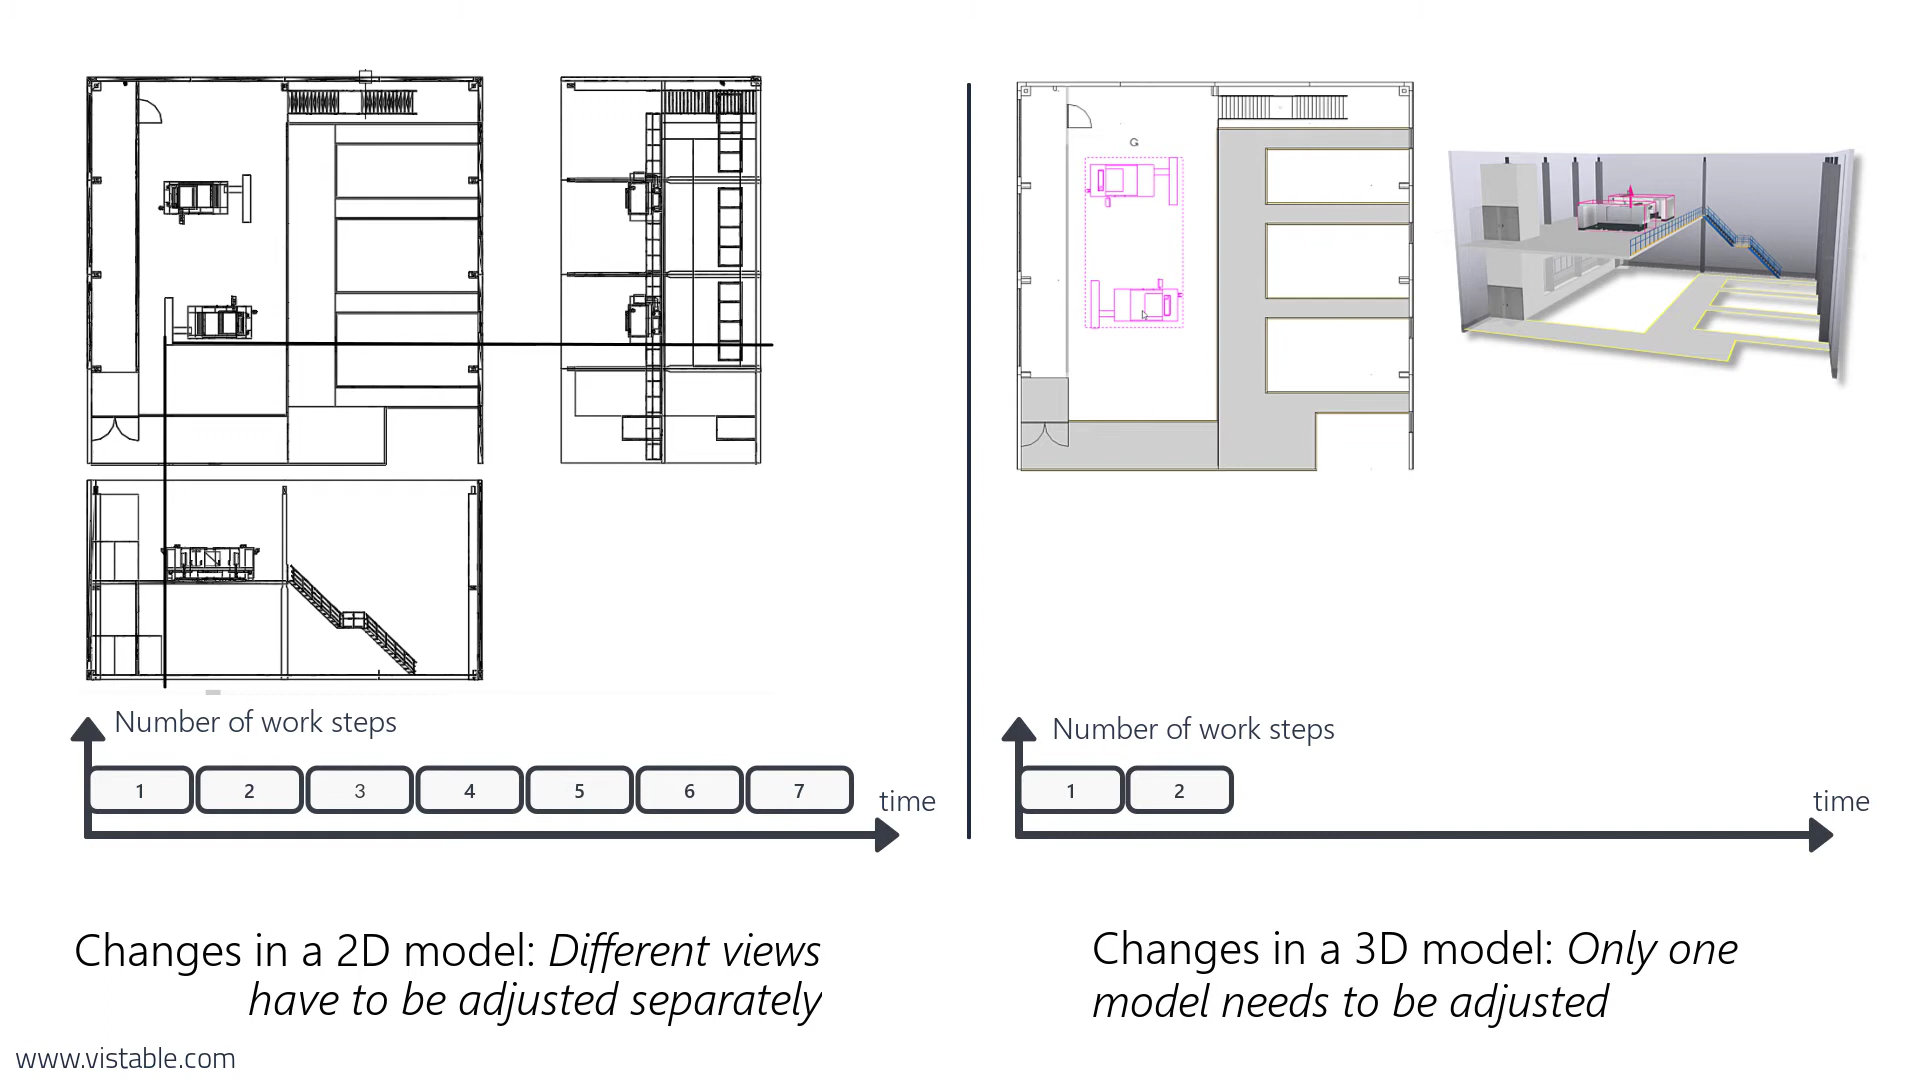 G
Number of work steps
1 2 3 4 5 6 7
time
Number of work steps
1 2
time
Changes in a 2D model: Different views
have to be adjusted separately
Changes in a 3D model: Only one
model needs to be adjusted
www.vistable.com